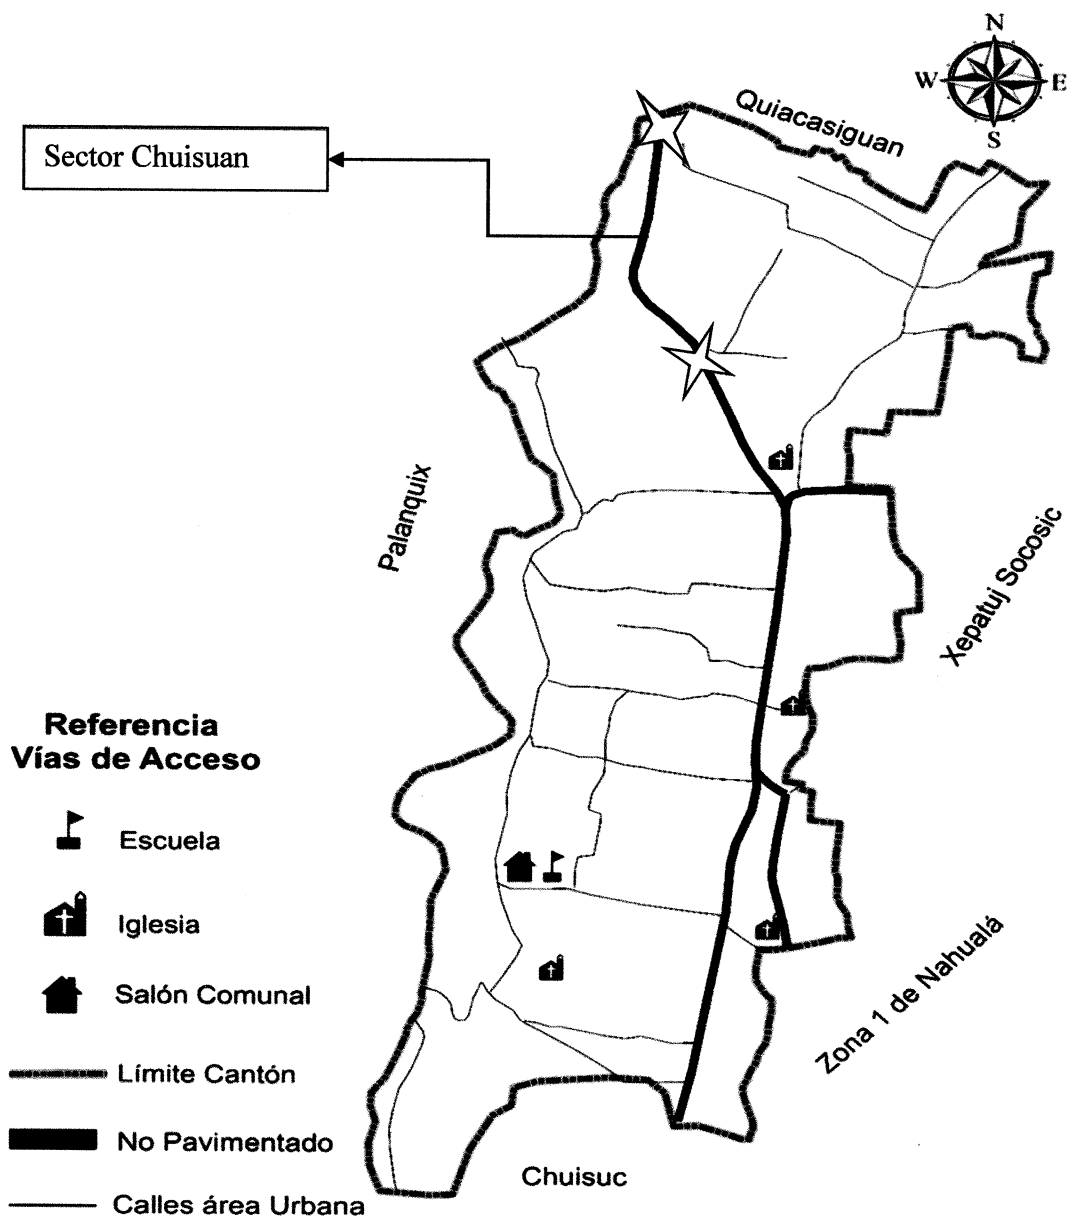 N
W E
S
Quiacasiguan
Sector Chuisuan
Palanquix
Xepatuj Socosic
Referencia
Vías de Acceso
Escuela
Iglesia
Salón Comunal
Zona 1 de Nahualá
Límite Cantón
No Pavimentado
Chuisuc
Calles área Urbana